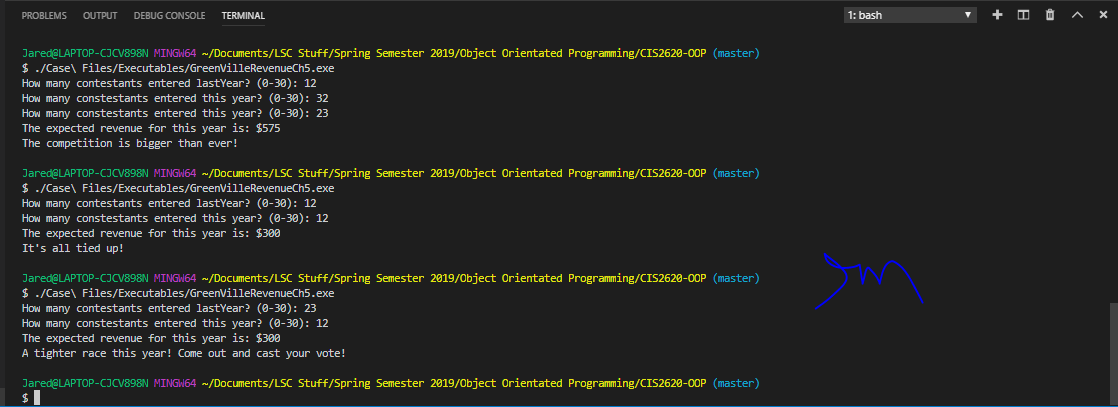 PROBLEMS OUTPUT DEBUG CONSOLE TERMINAL 1: bash
Jared@LAPTOP-CJCV898N MINGW64 ~/Documents/LSC Stuff/Spring Semester 2019/Object Orientated Programming/CIS2620-OOP (master)
$ ./Case\ Files/Executables/GreenVilleRevenueCh5.exe
How many contestants entered lastYear? (0-30): 12
How many constestants entered this year? (0-30): 32
How many constestants entered this year? (0-30): 23
The expected revenue for this year is: $575
The competition is bigger than ever!
Jared@LAPTOP-CJCV898N MINGW64 ~/Documents/LSC Stuff/Spring Semester 2019/Object Orientated Programming/CIS2620-OOP (master)
$ ./Case\ Files/Executables/GreenVilleRevenueCh5.exe
How many contestants entered lastYear? (0-30): 12
How many constestants entered this year? (0-30): 12
The expected revenue for this year is: $300
It's all tied up!
Jared@LAPTOP-CJCV898N MINGW64 ~/Documents/LSC Stuff/Spring Semester 2019/Object Orientated Programming/CIS2620-OOP (master)
$ ./Case\ Files/Executables/GreenVilleRevenueCh5.exe
How many contestants entered lastYear? (0-30): 23
How many constestants entered this year? (0-30): 12
The expected revenue for this year is: $300
A tighter race this year! Come out and cast your vote!
Jared@LAPTOP-CJCV898N MINGW64 ~/Documents/LSC Stuff/Spring Semester 2019/Object Orientated Programming/CIS2620-OOP (master)
$